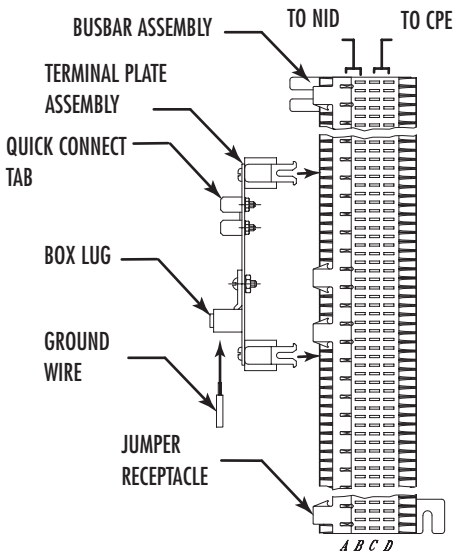 TO NID
TO CPE
BUSBAR ASSEMBLY
TERMINAL PLATE
ASSEMBLY
QUICK CONNECT
TAB
BOX LUG
GROUND
WIRE
JUMPER
RECEPTACLE
A B C D